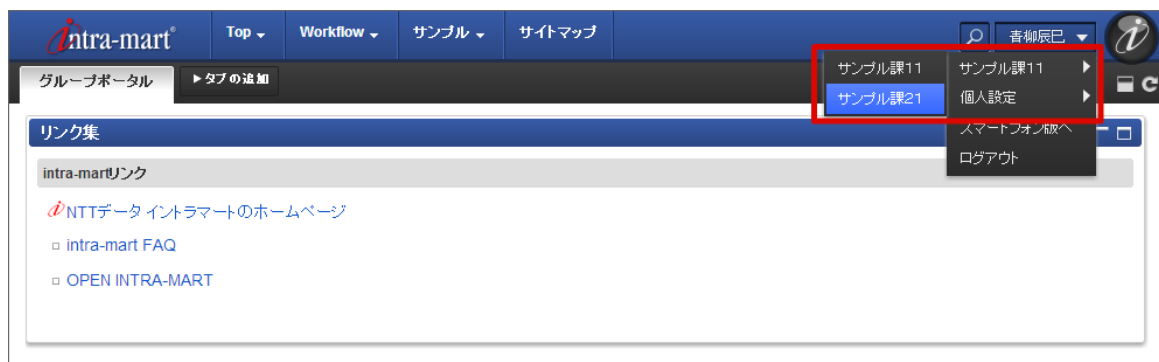 intra-mart® Top Workflow サンプル サイトマップ 青柳辰巳
グループポータル ▶タブの追加
サンプル課11 サンプル課11
サンプル課21 個人設定
スマートフォン版へ
ログアウト
リンク集
intra-martリンク
NTTデータ イントラマートのホームページ
intra-mart FAQ
OPEN INTRA-MART